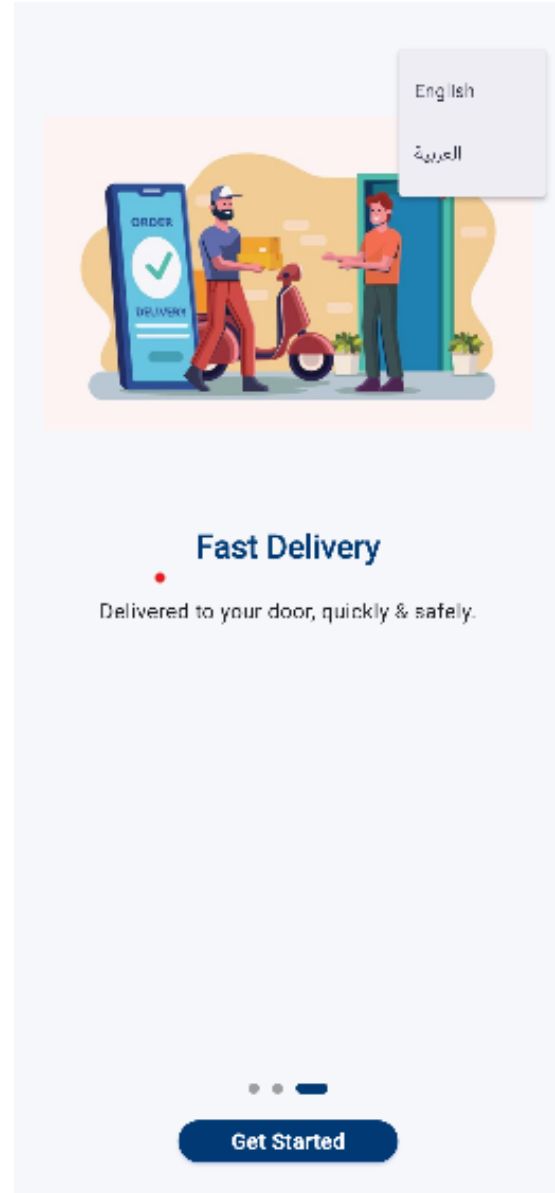 English
العربية
ORDER
DELIVERY
Fast Delivery
Delivered to your door, quickly & safely.
Get Started